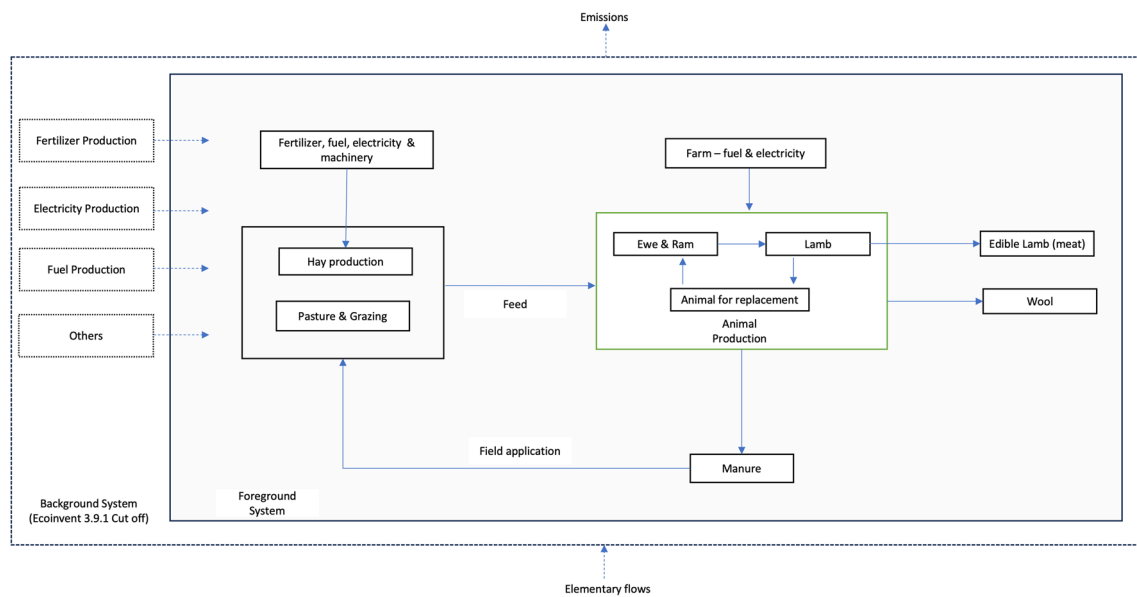 Emissions
Fertilizer Production
Electricity Production
Fuel Production
Others
Background System
(Ecoinvent 3.9.1 Cut off)
Fertilizer, fuel, electricity &
machinery
Hay production
Pasture & Grazing
Feed
Farm – fuel & electricity
Ewe & Ram
Lamb
Animal for replacement
Animal
Production
Edible Lamb (meat)
Wool
Field application
Manure
Foreground
System
Elementary flows